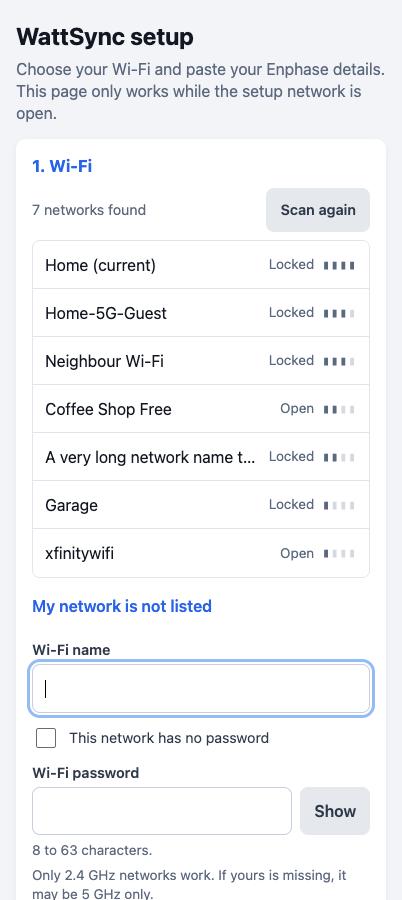 WattSync setup
Choose your Wi-Fi and paste your Enphase details.
This page only works while the setup network is
open.
1. Wi-Fi
7 networks found
Scan again
Home (current) Locked
Home-5G-Guest Locked
Neighbour Wi-Fi Locked
Coffee Shop Free Open
A very long network name t... Locked
Garage Locked
xfinitywifi Open
My network is not listed
Wi-Fi name
This network has no password
Wi-Fi password
Show
8 to 63 characters.
Only 2.4 GHz networks work. If yours is missing, it
may be 5 GHz only.